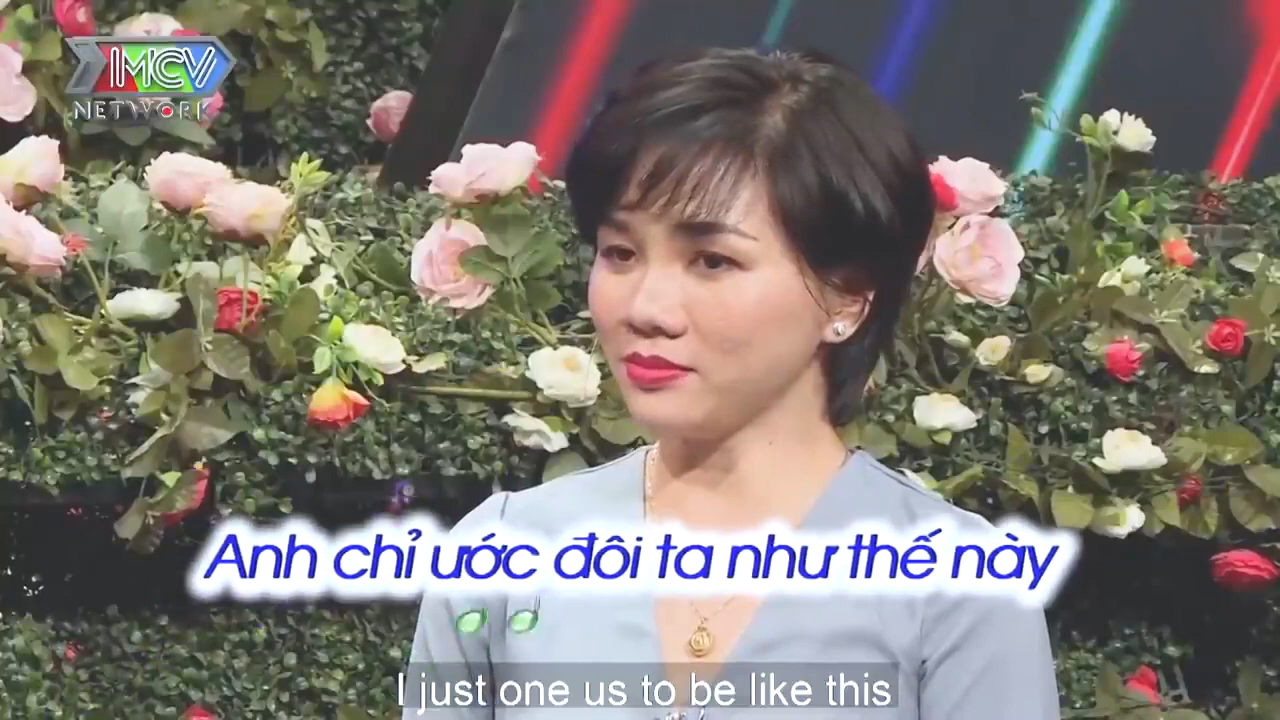 MCV
NETWORK
Anh chỉ ước đôi ta như thế này
I just one us to be like this